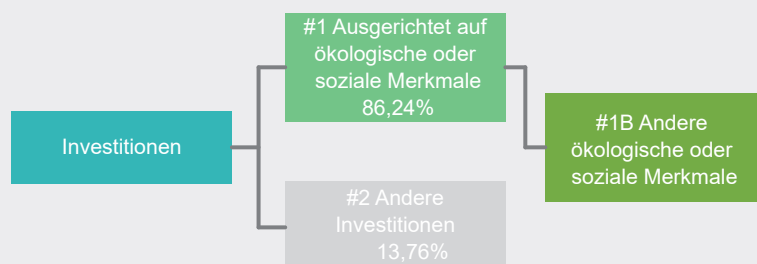 Investitionen
#1 Ausgerichtet auf
ökologische oder
soziale Merkmale
86,24%
#2 Andere
Investitionen
13,76%
#1B Andere
ökologische oder
soziale Merkmale